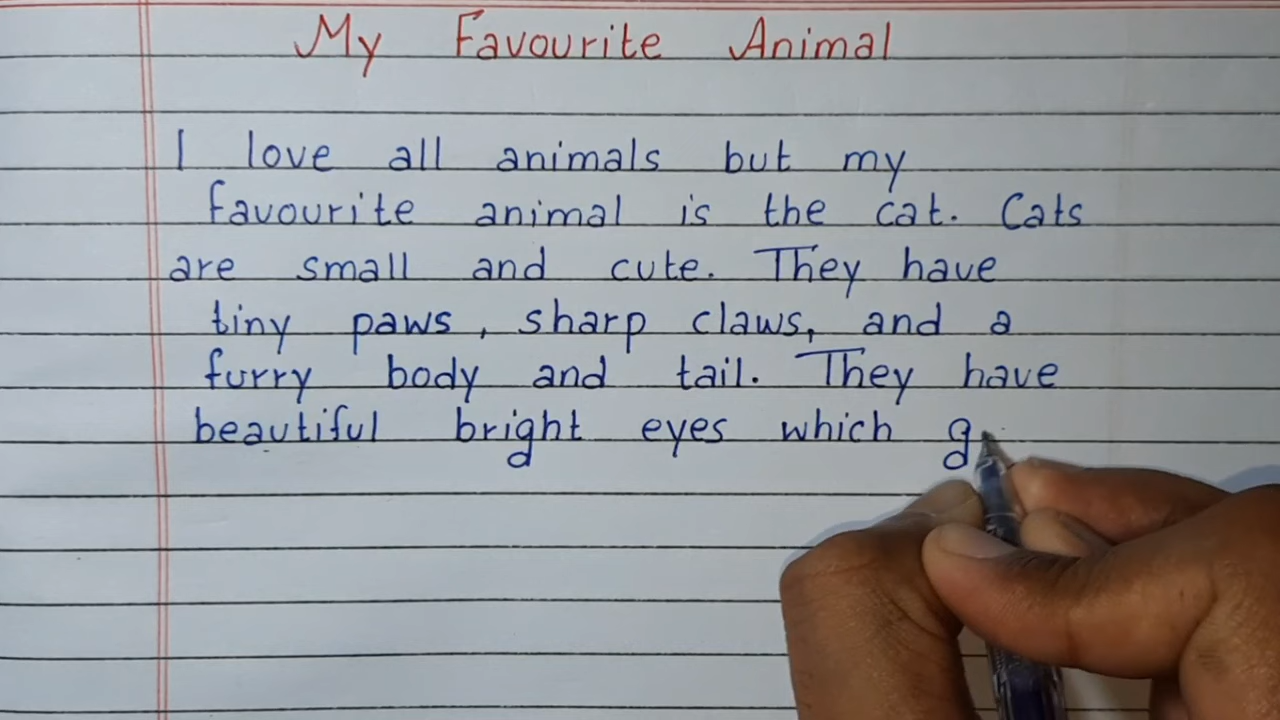 My Favourite Animal
I love all animals but my
favourite animal is the cat. Cats
are small and cute. They have
tiny paws, sharp claws, and a
furry body and tail. They have
beautiful bright eyes which g